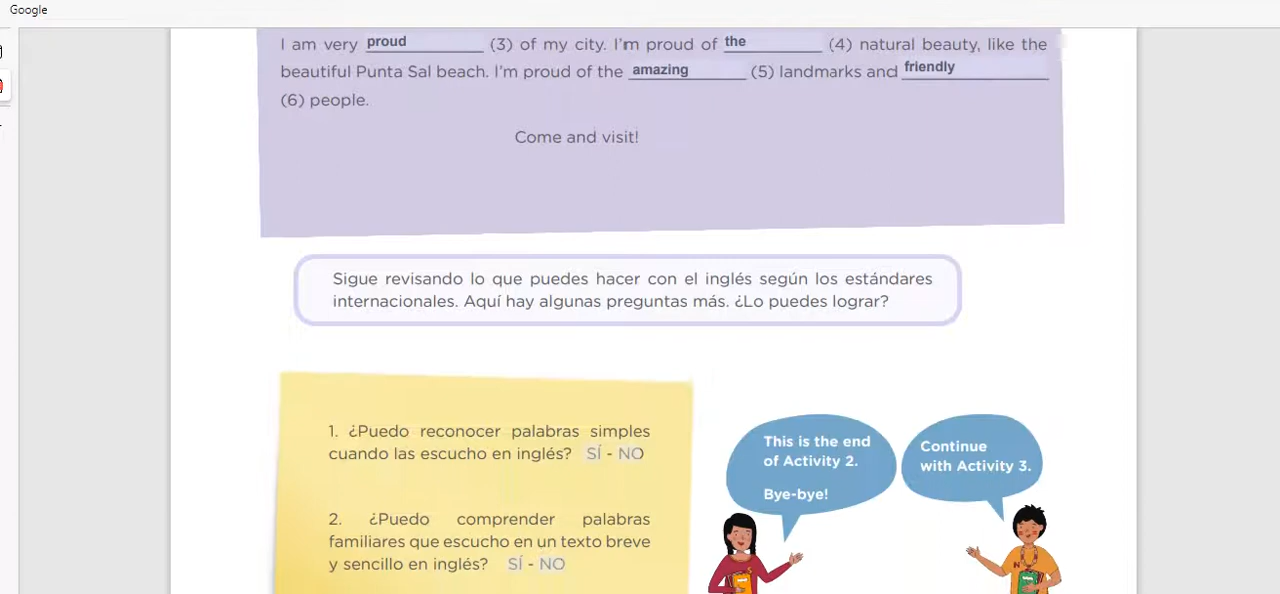 Google
I am very proud (3) of my city. I'm proud of the (4) natural beauty, like the
beautiful Punta Sal beach. I'm proud of the amazing (5) landmarks and friendly
(6) people.
Come and visit!
Sigue revisando lo que puedes hacer con el inglés según los estándares
internacionales. Aquí hay algunas preguntas más. ¿Lo puedes lograr?
1. ¿Puedo reconocer palabras simples
cuando las escucho en inglés? SÍ - NO
2. ¿Puedo comprender palabras
familiares que escucho en un texto breve
y sencillo en inglés? SÍ - NO
This is the end
of Activity 2.
Bye-bye!
Continue
with Activity 3.
N